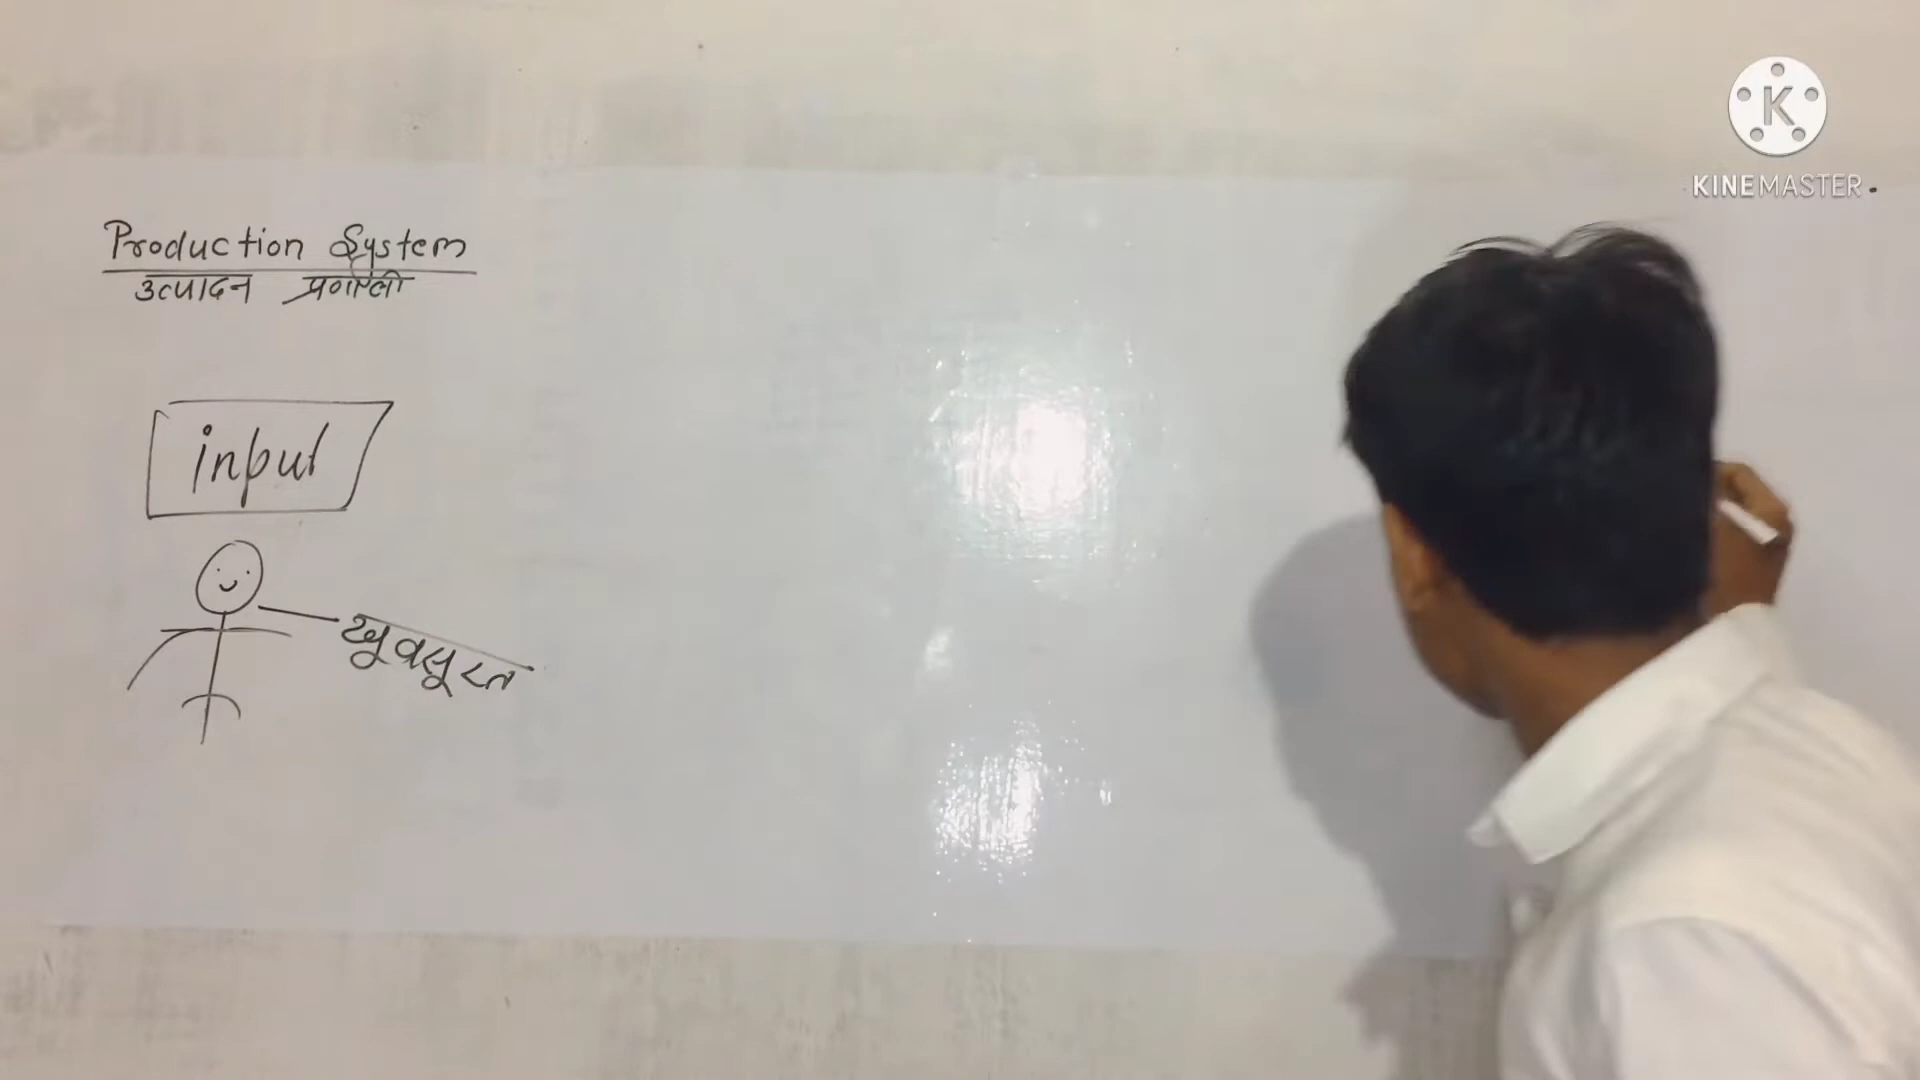 Production System
उत्पादन प्रणाली
input
खूबसूरत
KINEMASTER